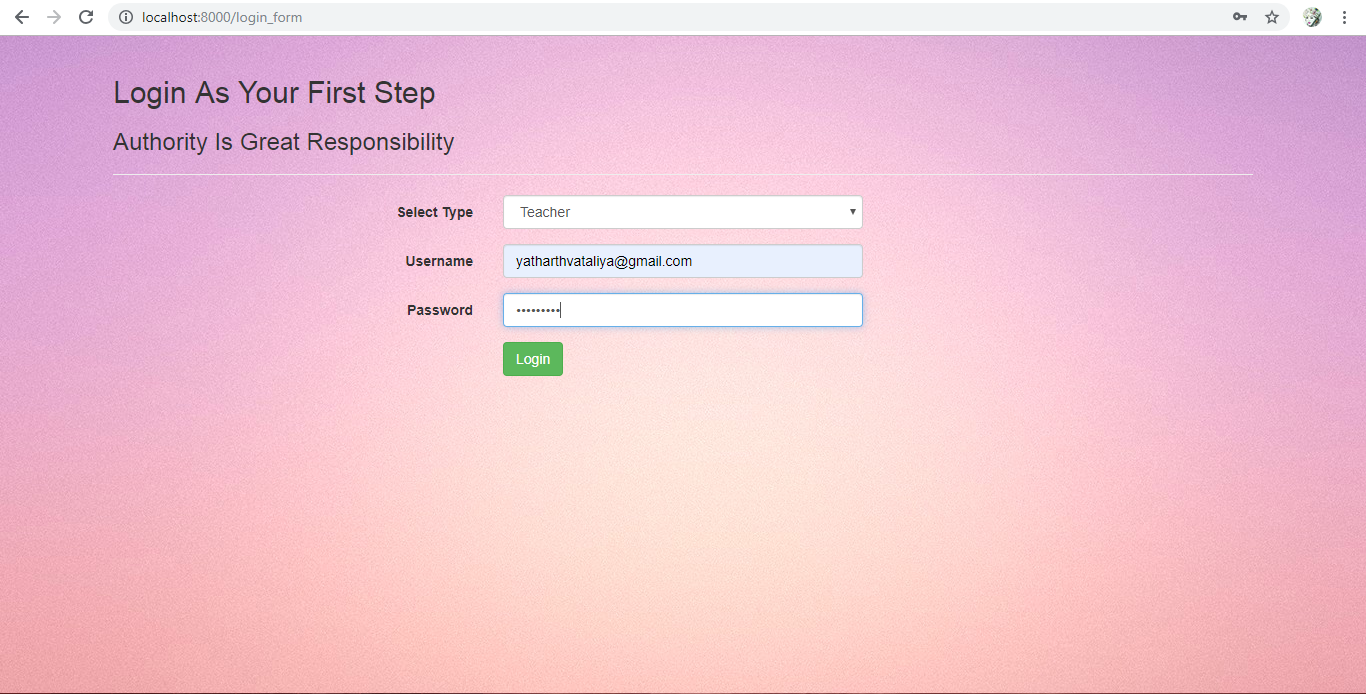 localhost:8000/login_form
Login As Your First Step
Authority Is Great Responsibility
Select Type Teacher
Username yatharthvataliya@gmail.com
Password •••••••••
Login